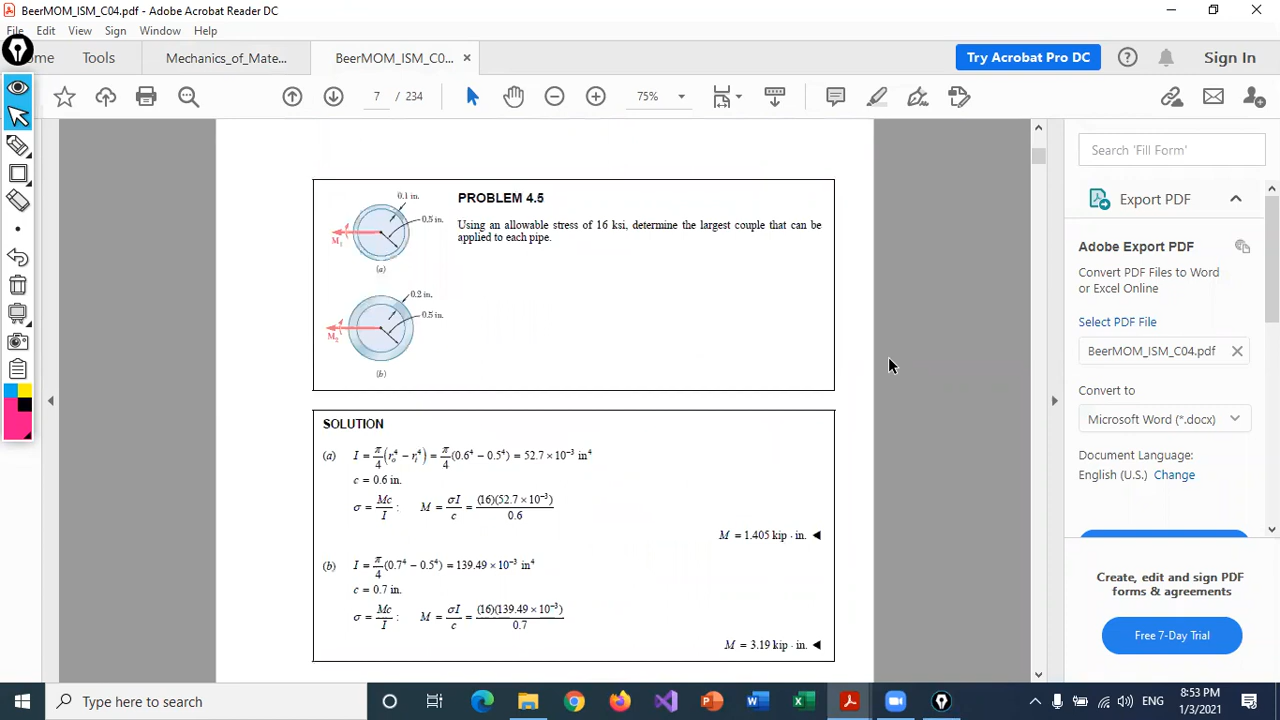 BeerMOM_ISM_C04.pdf - Adobe Acrobat Reader DC
File Edit View Window Help
ome Tools Mechanics_of_Mate... BeerMOM_ISM_C0... × Try Acrobat Pro DC Sign In
7 / 234 75%
Search 'Fill Form'
Export PDF
Adobe Export PDF
Convert PDF Files to Word
or Excel Online
Select PDF File
BeerMOM_ISM_C04.pdf
Convert to
Microsoft Word (*.docx)
Document Language:
English (U.S.) Change
Create, edit and sign PDF
forms & agreements
Free 7-Day Trial
PROBLEM 4.5
Using an allowable stress of 16 ksi, determine the largest couple that can be
applied to each pipe.
0.1 in.
0.5 in.
M₁
(a)
0.2 in.
0.5 in.
M₂
(b)
SOLUTION
(a) I = π/4 (rₒ⁴ − rᵢ⁴) = π/4 (0.6⁴ − 0.5⁴) = 52.7 × 10⁻³ in⁴
c = 0.6 in.
σ = Mc/I : M = σI/c = (16)(52.7 × 10⁻³)/0.6
M = 1.405 kip · in. ◄
(b) I = π/4 (0.7⁴ − 0.5⁴) = 139.49 × 10⁻³ in⁴
c = 0.7 in.
σ = Mc/I : M = σI/c = (16)(139.49 × 10⁻³)/0.7
M = 3.19 kip · in. ◄
Type here to search
ENG
8:53 PM
1/3/2021